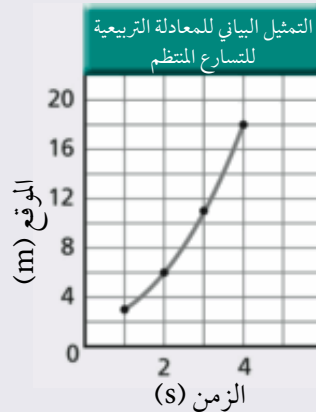 التمثيل البياني للمعادلة التربيعية
للتسارع المنتظم
20
16
12
8
4
0
2 4
الموقع (m)
الزمن (s)